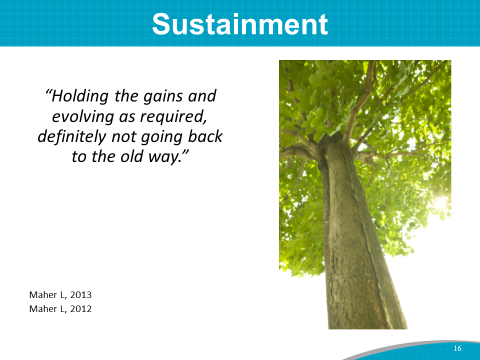 Sustainment
“Holding the gains and
evolving as required,
definitely not going back
to the old way.”
Maher L, 2013
Maher L, 2012
16